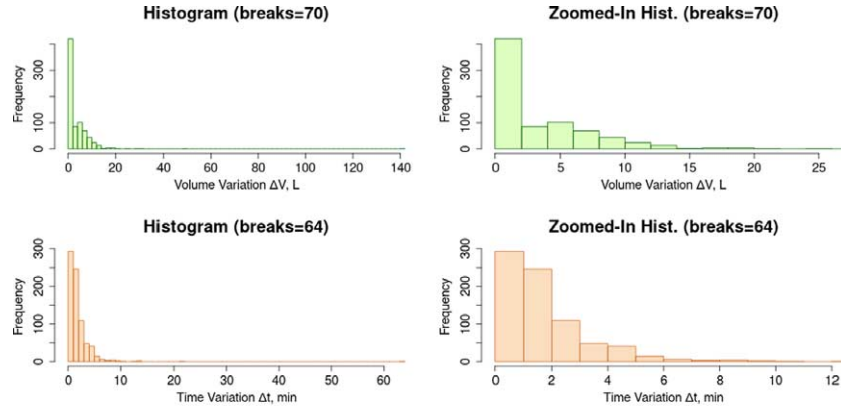 Histogram (breaks=70)
Frequency
300
100
0
0 20 40 60 80 100 120 140
Volume Variation ΔV, L
Zoomed-In Hist. (breaks=70)
Frequency
300
100
0
0 5 10 15 20 25
Volume Variation ΔV, L
Histogram (breaks=64)
Frequency
300
200
100
0
0 10 20 30 40 50 60
Time Variation Δt, min
Zoomed-In Hist. (breaks=64)
Frequency
300
200
100
0
0 2 4 6 8 10 12
Time Variation Δt, min